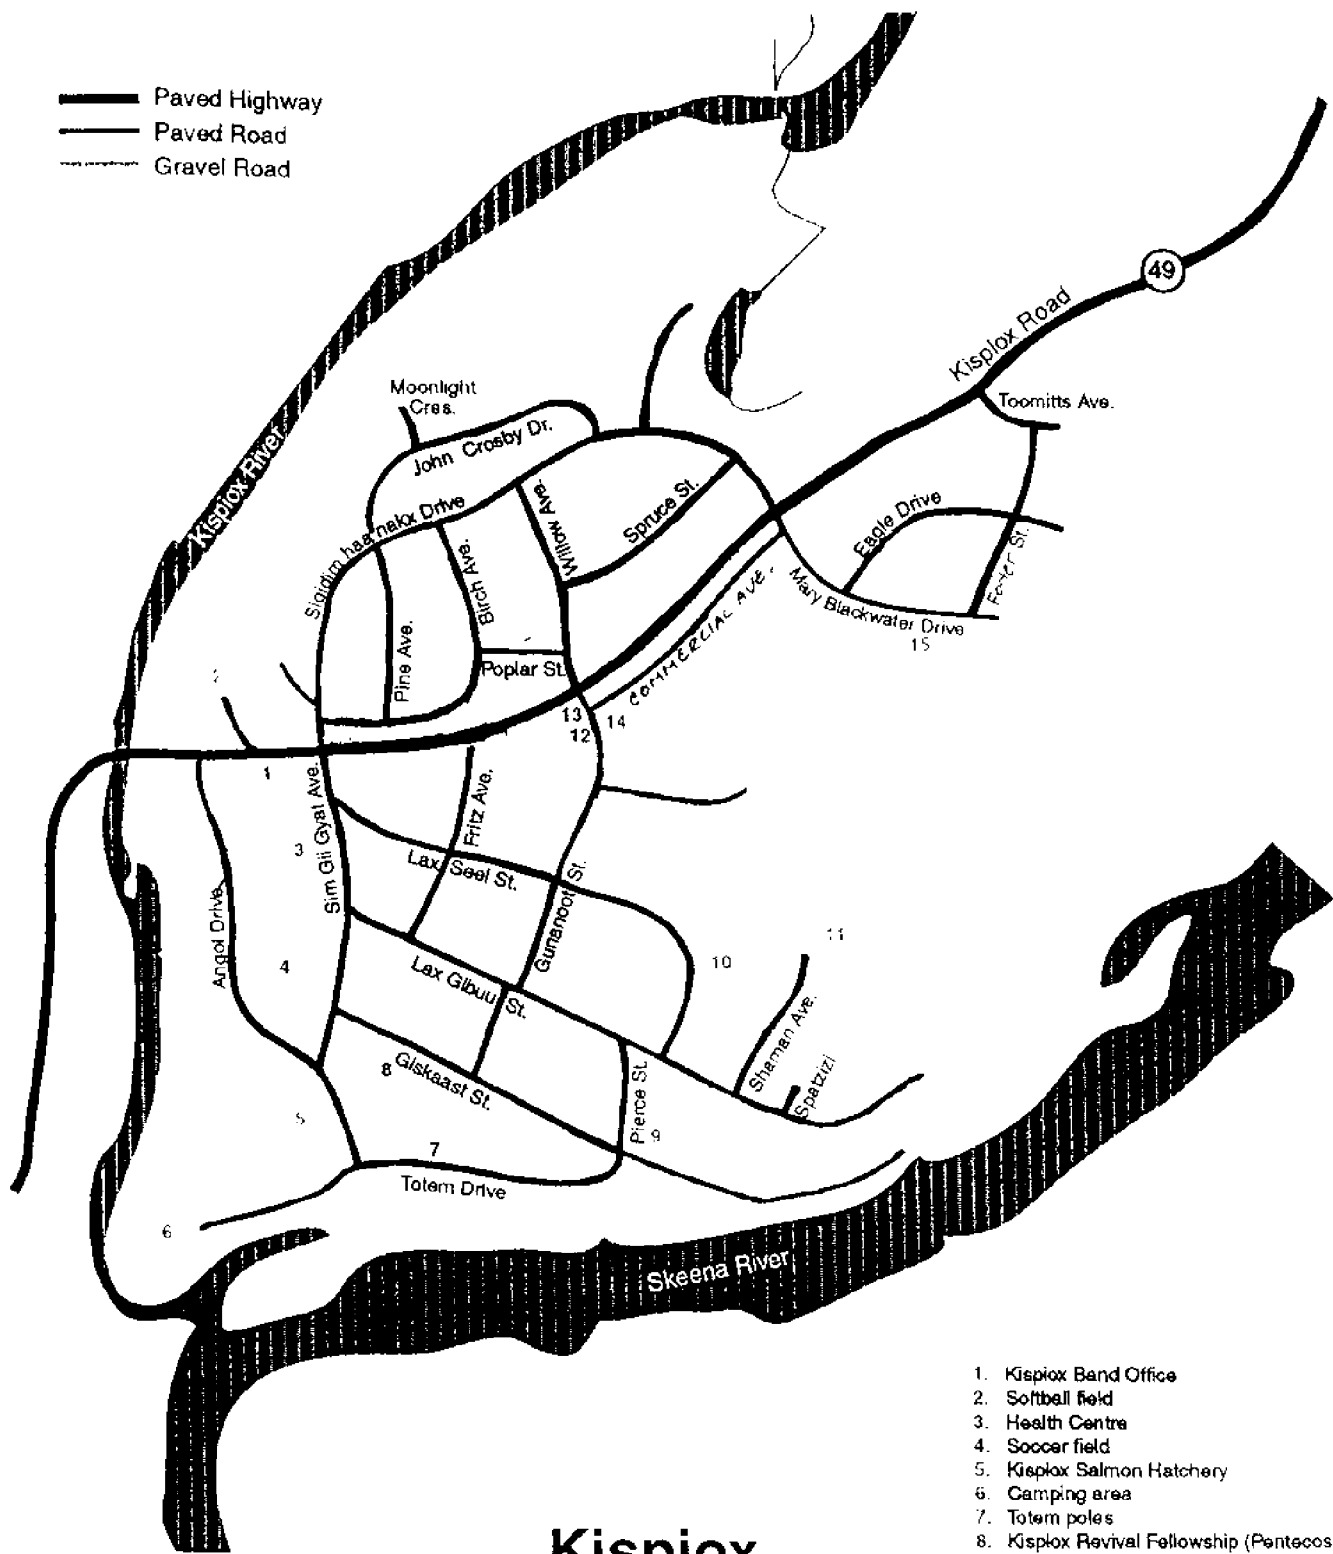 Paved Highway
Paved Road
Gravel Road
49
Kispiox Road
Toomitts Ave.
Moonlight
Cres.
John Crosby Dr.
Kispiox River
Willow Ave.
Spruce St.
Eagle Drive
Birch Ave.
Mary Blackwater Drive
15
COMMERCIAL AVE.
Pine Ave.
Poplar St.
2
13
14
12
1
Sim Gii Gyat Ave.
Fritz Ave.
3
Lax Seel St.
Gunanoot St.
Angol Drive
4
Lax Gibuu St.
10
11
Shaman Ave.
Spatzizi
8
Giskaast St.
Pierce St.
9
5
7
Totem Drive
6
Skeena River
1. Kispiox Band Office
2. Softball field
3. Health Centre
4. Soccer field
5. Kispiox Salmon Hatchery
6. Camping area
7. Totem poles
8. Kispiox Revival Fellowship (Pentecos
Kispiox